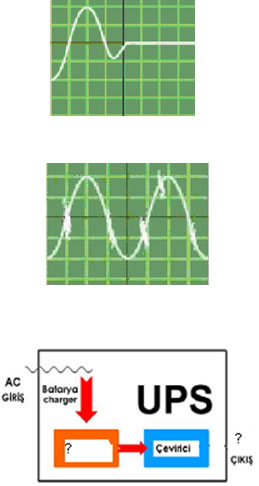 AC
GİRİŞ
Batarya
charger
UPS
?
Çevirici
?
ÇIKIŞ